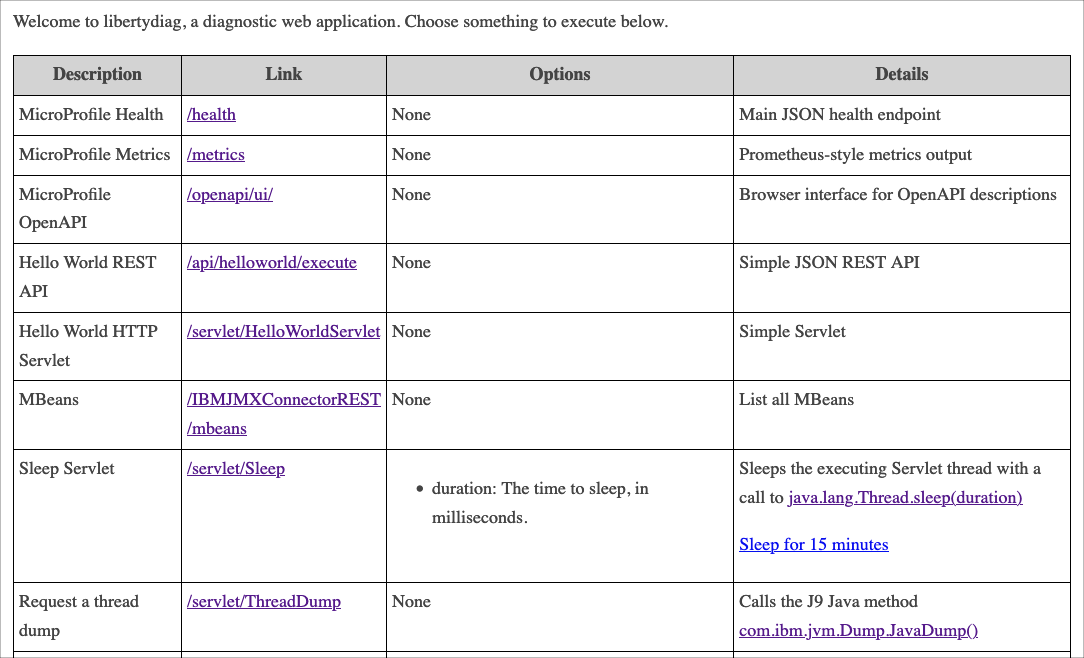 Welcome to libertydiag, a diagnostic web application. Choose something to execute below.
Description Link Options Details
MicroProfile Health /health None Main JSON health endpoint
MicroProfile Metrics /metrics None Prometheus-style metrics output
MicroProfile /openapi/ui/ None Browser interface for OpenAPI descriptions
OpenAPI
Hello World REST /api/helloworld/execute None Simple JSON REST API
API
Hello World HTTP /servlet/HelloWorldServlet None Simple Servlet
Servlet
MBeans /IBMJMXConnectorREST None List all MBeans
/mbeans
Sleep Servlet /servlet/Sleep Sleeps the executing Servlet thread with a
• duration: The time to sleep, in
call to java.lang.Thread.sleep(duration)
milliseconds.
Sleep for 15 minutes
Request a thread /servlet/ThreadDump None Calls the J9 Java method
dump com.ibm.jvm.Dump.JavaDump()